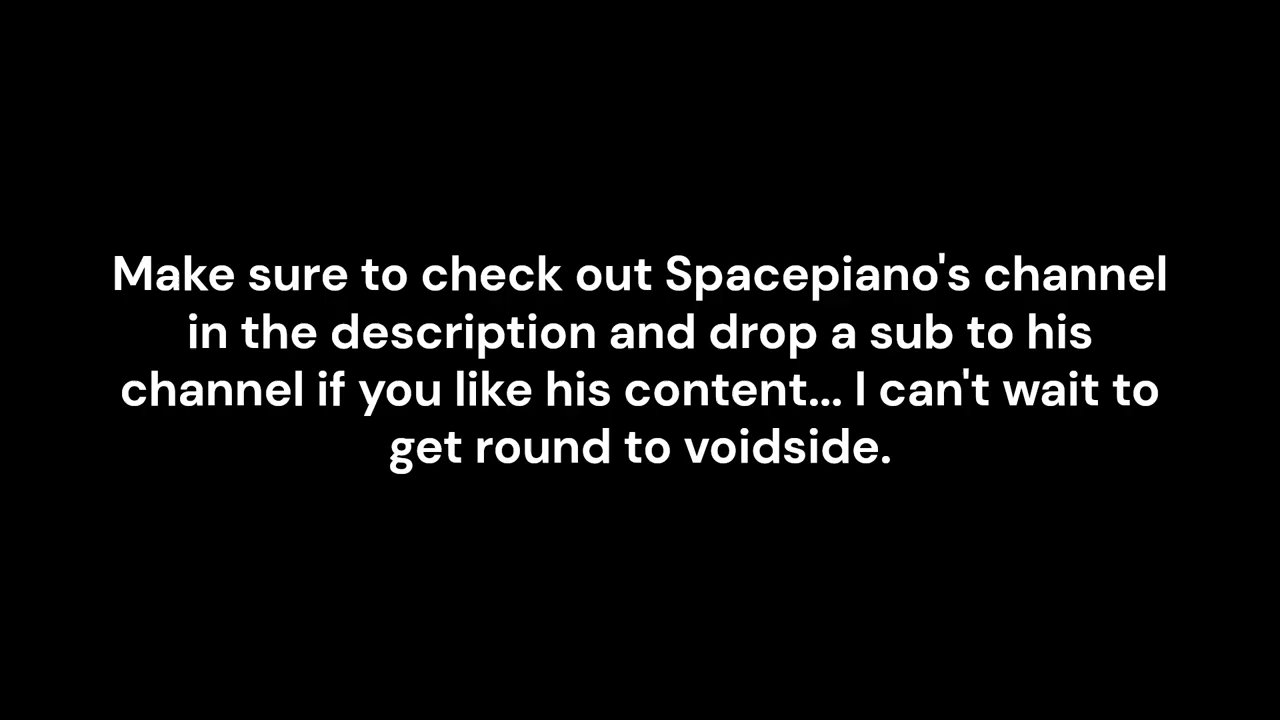 Make sure to check out Spacepiano's channel
in the description and drop a sub to his
channel if you like his content... I can't wait to
get round to voidside.